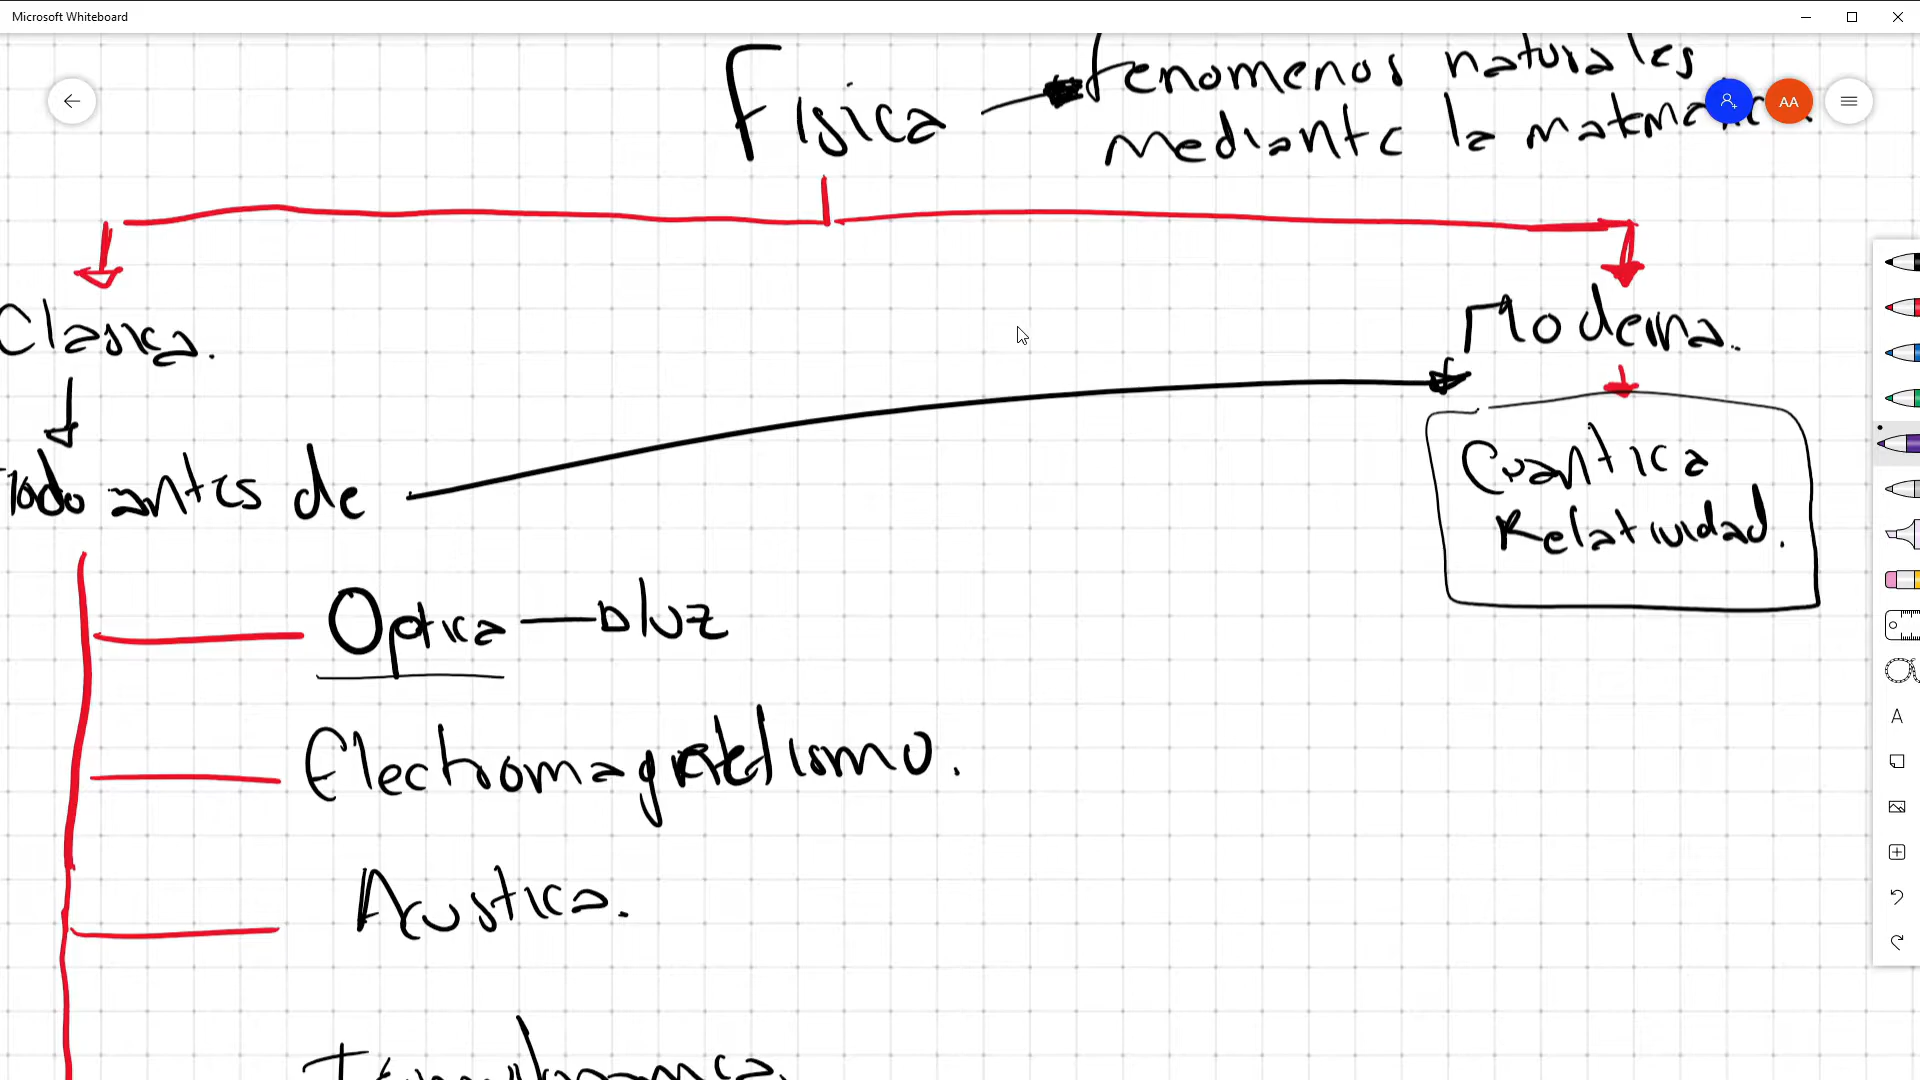 Microsoft Whiteboard
Fisica fenomenos naturales
mediante la
AA
Clasica.
Moderna.
Todo antes de
Cuantica
Relatividad.
Optica luz
Electromagnetismo.
Acustica.
A